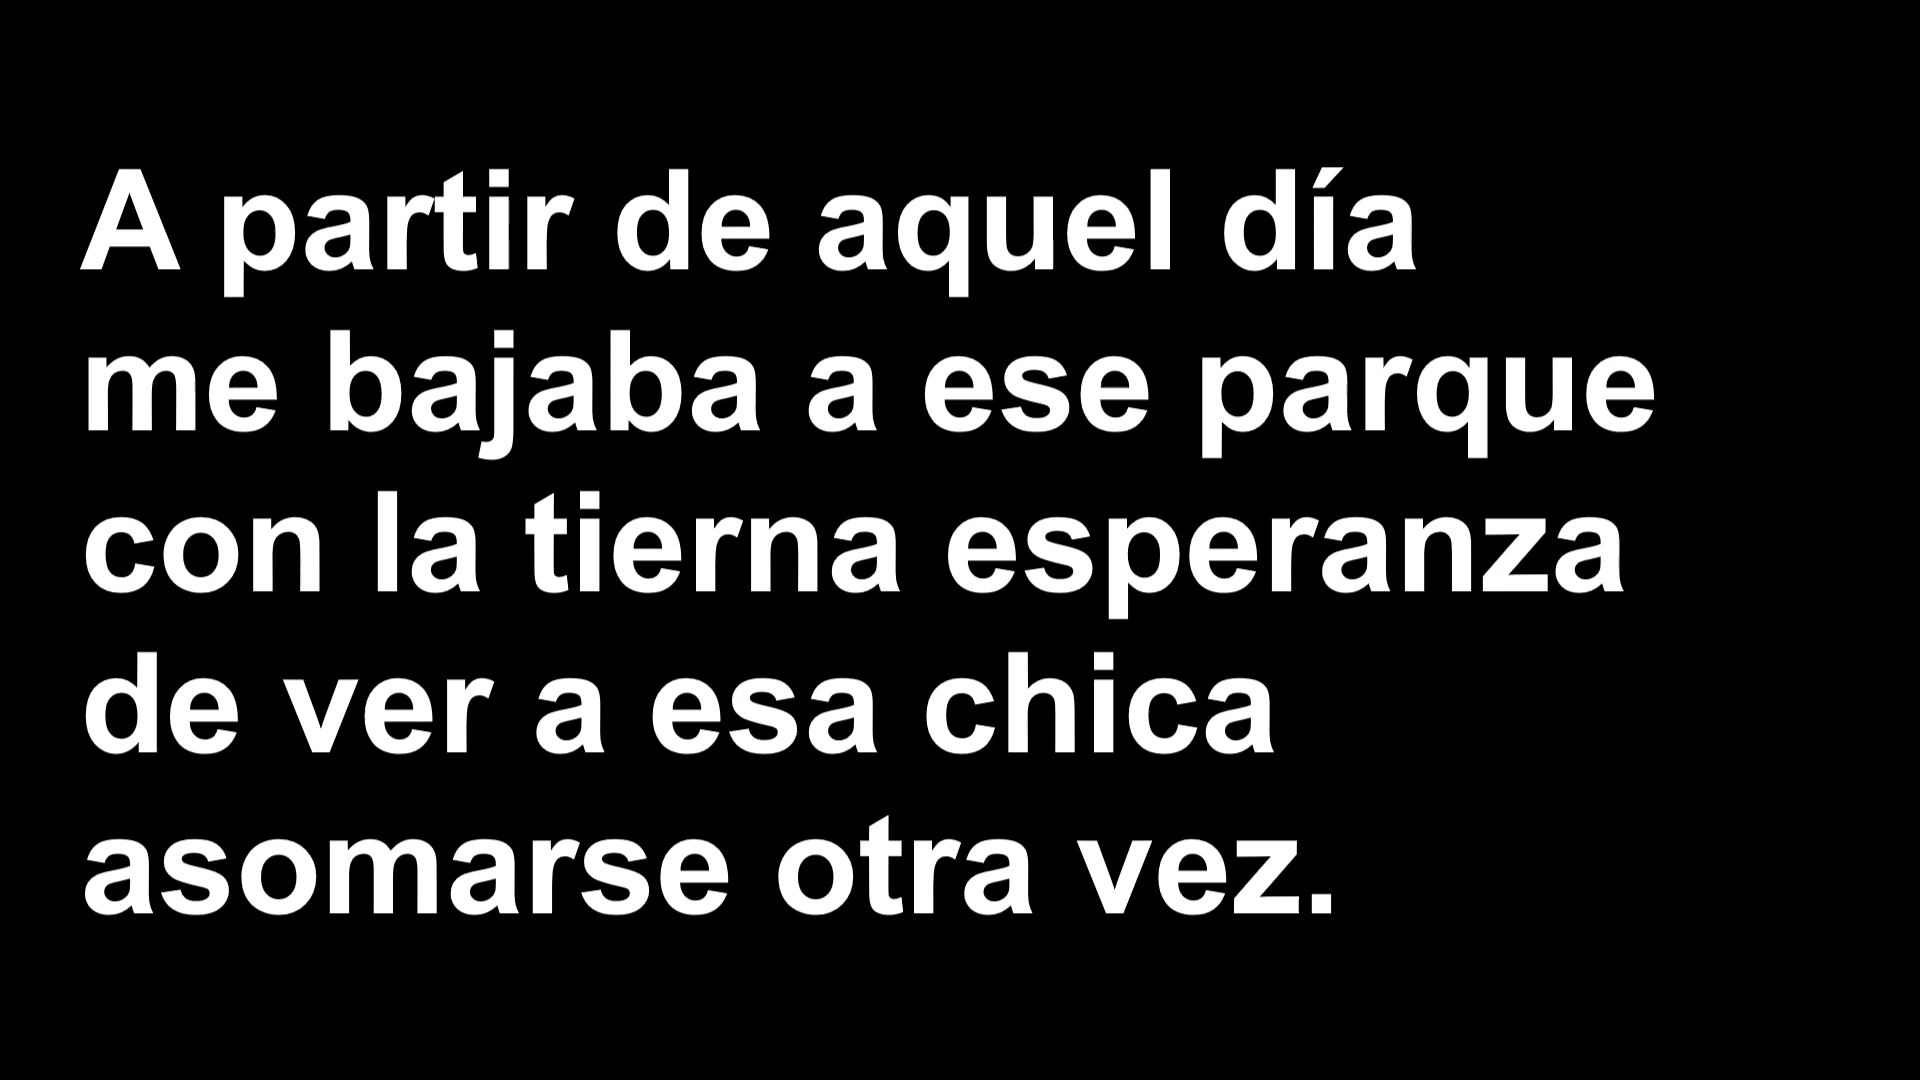 A partir de aquel día
me bajaba a ese parque
con la tierna esperanza
de ver a esa chica
asomarse otra vez.